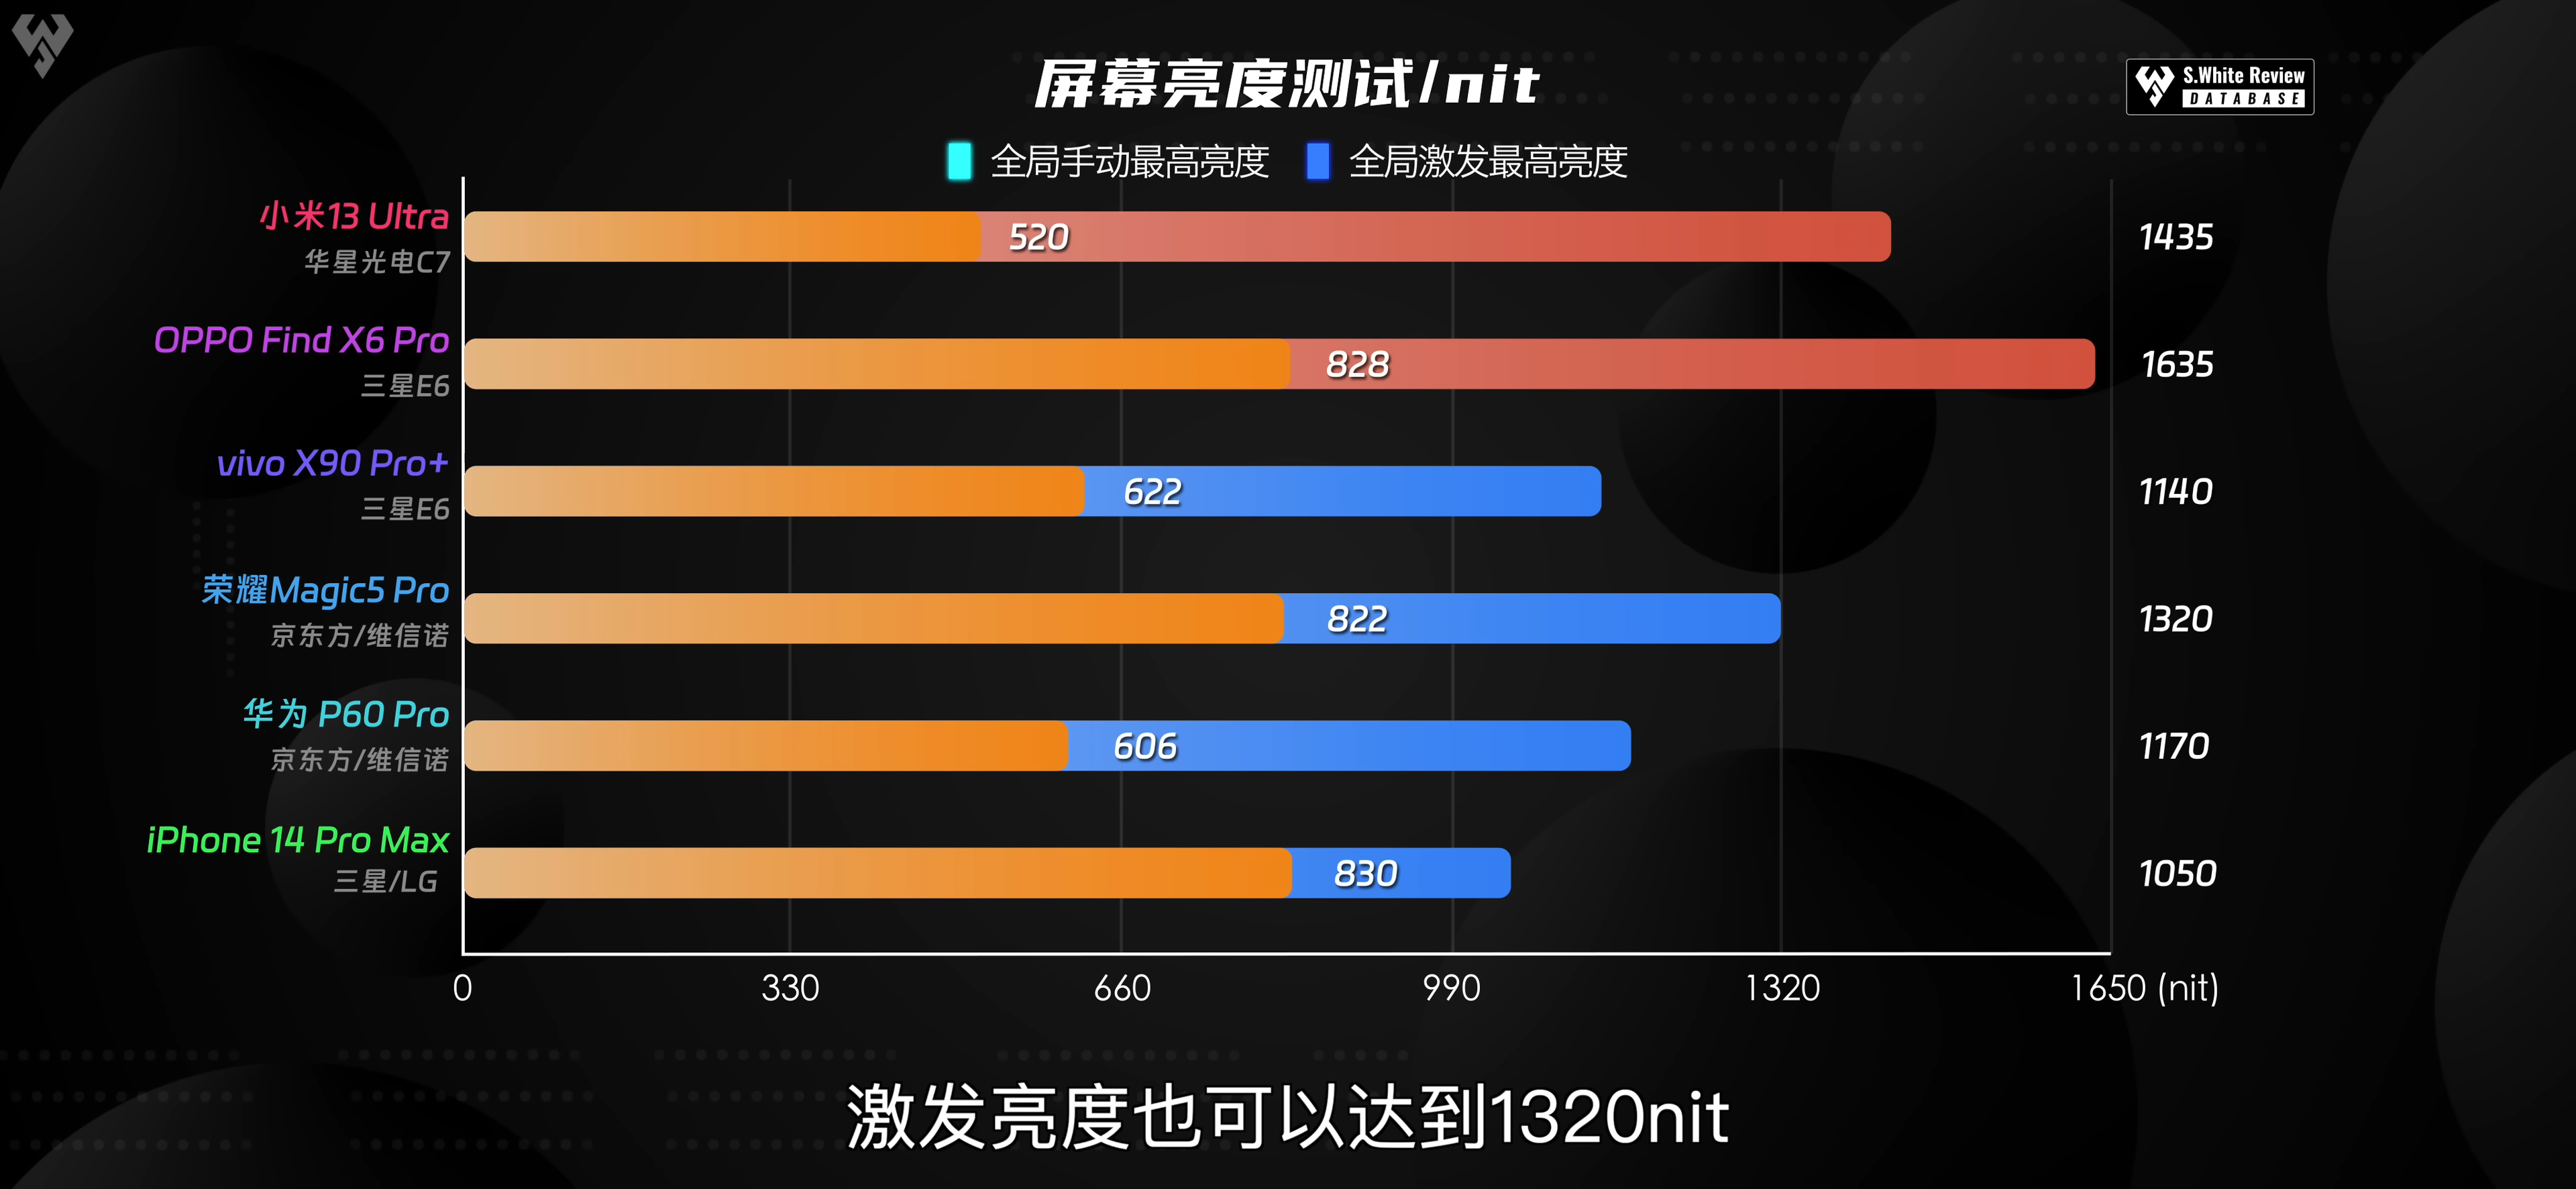 屏幕亮度测试/nit
S.White Review
DATABASE
全局手动最高亮度 全局激发最高亮度
小米13 Ultra
华星光电C7
520
1435
OPPO Find X6 Pro
三星E6
828
1635
vivo X90 Pro+
三星E6
622
1140
荣耀Magic5 Pro
京东方/维信诺
822
1320
华为 P60 Pro
京东方/维信诺
606
1170
iPhone 14 Pro Max
三星/LG
830
1050
0 330 660 990 1320 1650 (nit)
激发亮度也可以达到1320nit